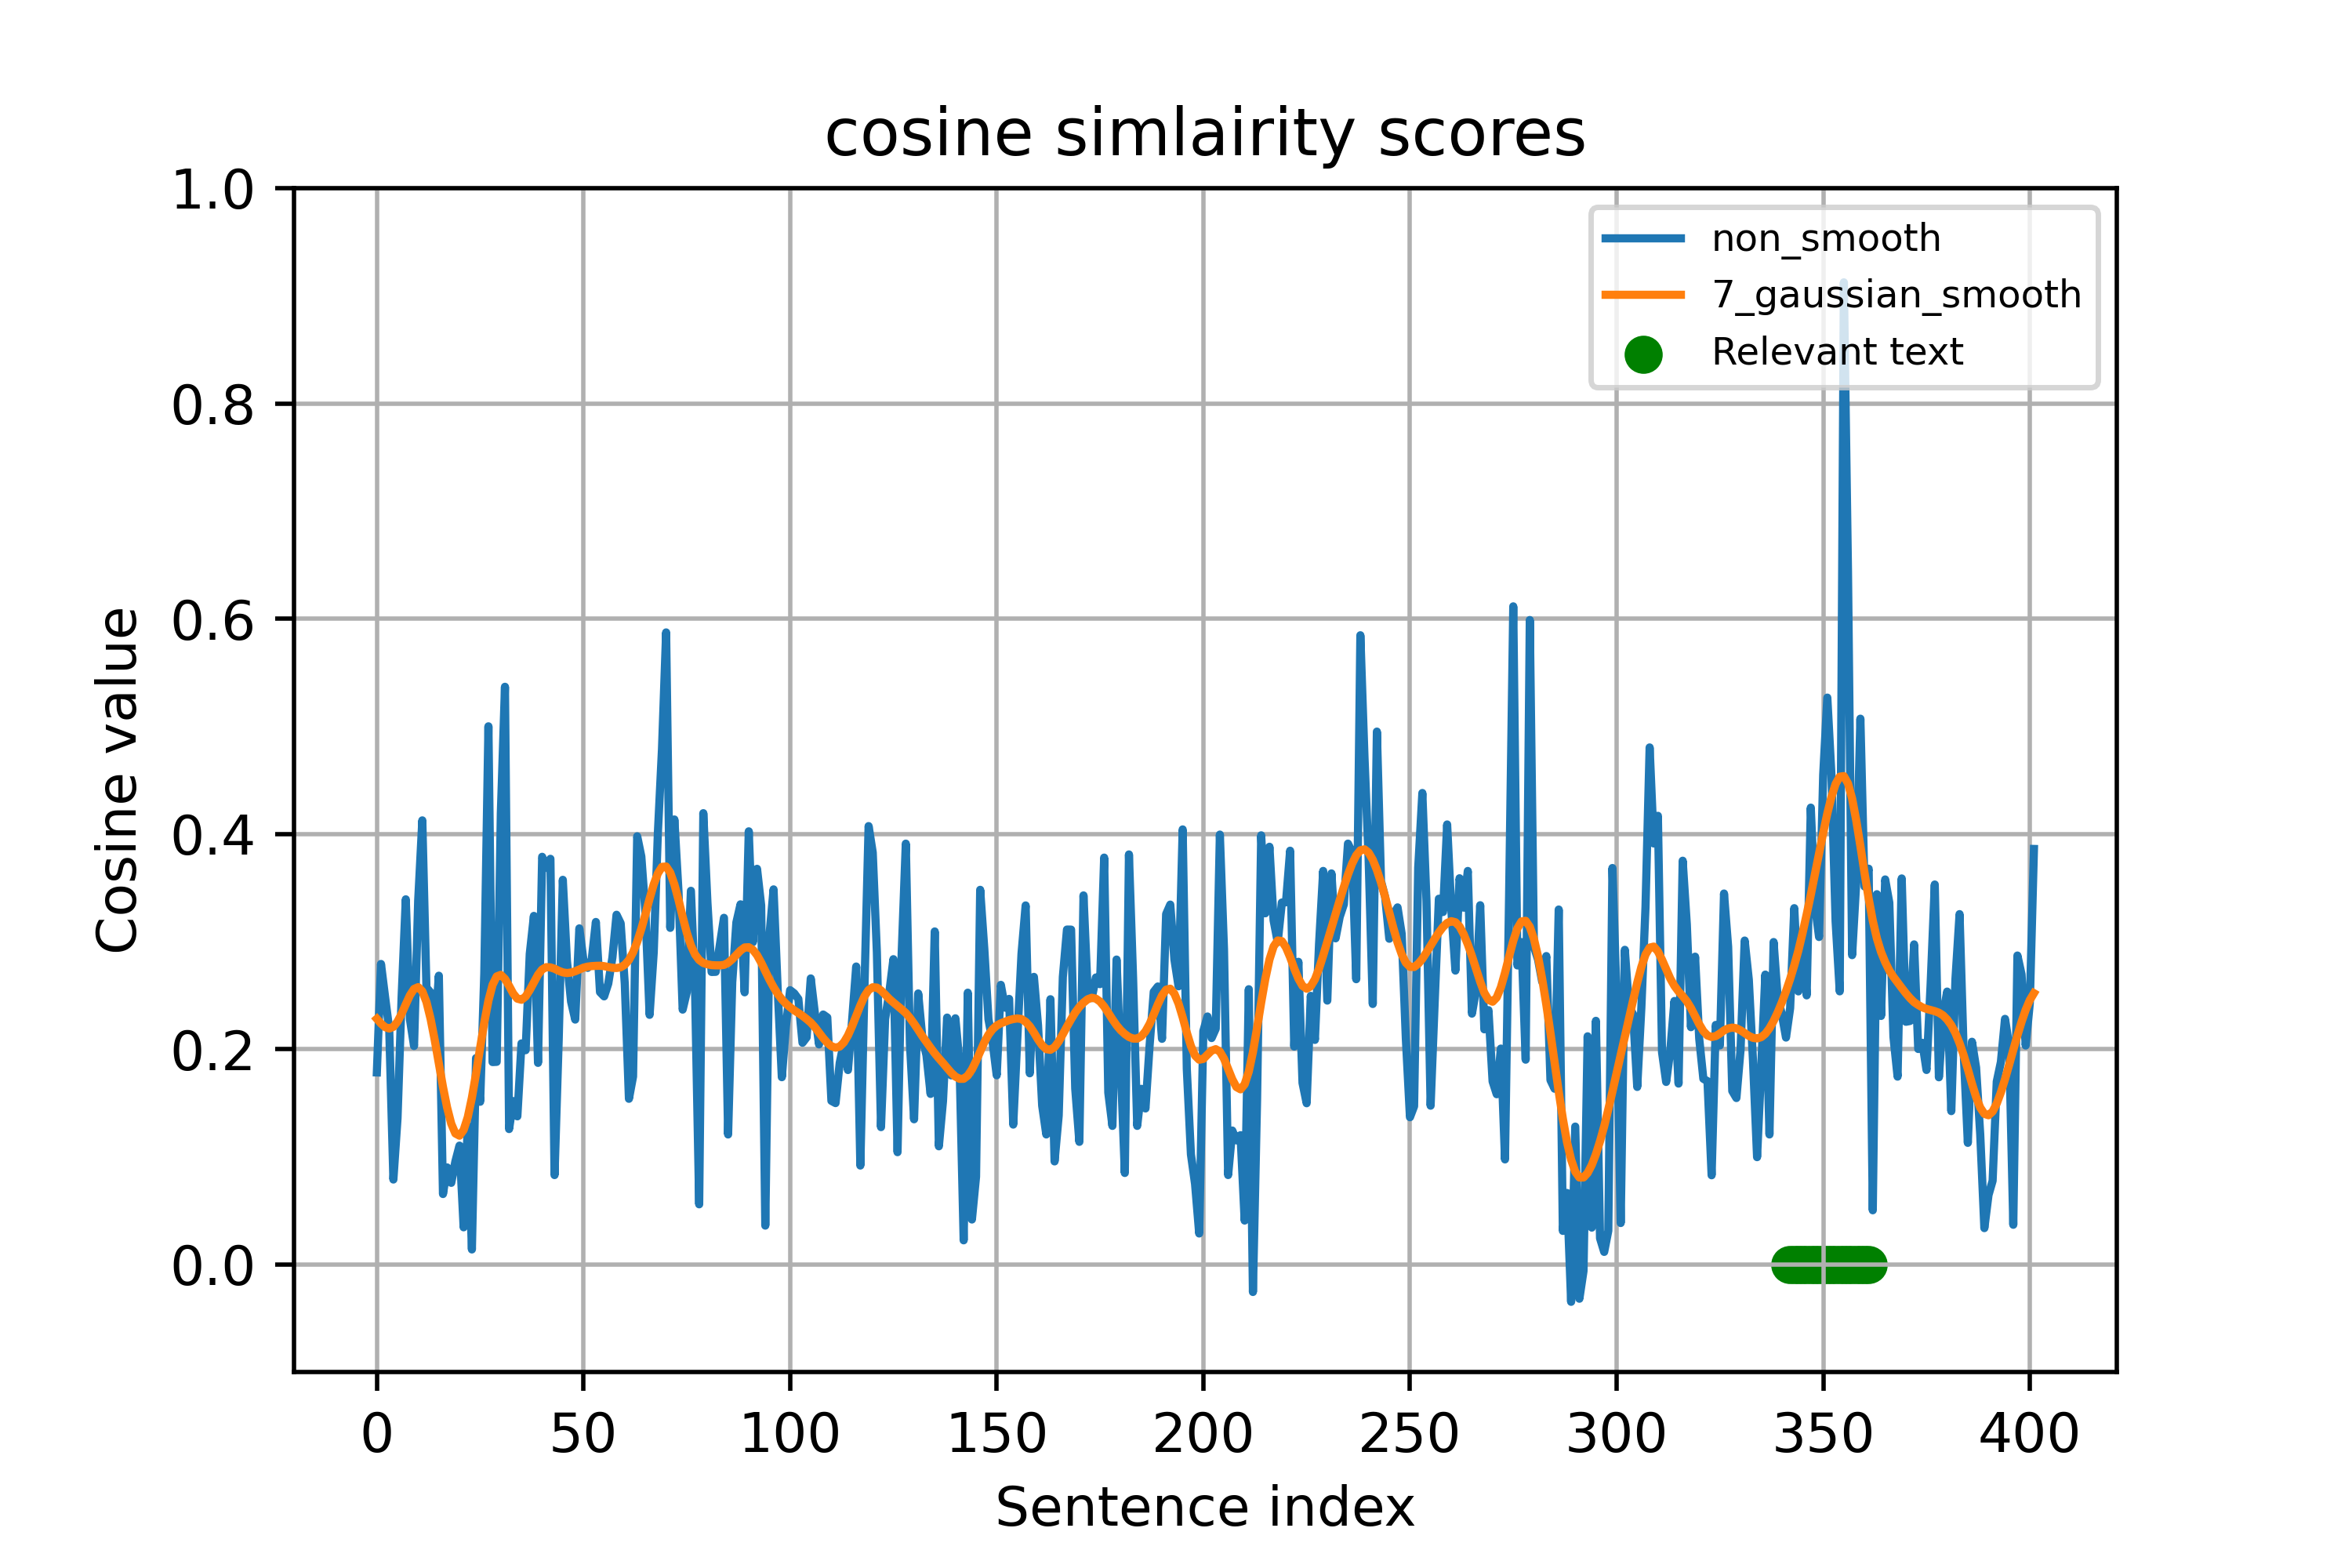 cosine simlairity scores
1.0
0.8
0.6
0.4
0.2
0.0
Cosine value
non_smooth
7_gaussian_smooth
Relevant text
0 50 100 150 200 250 300 350 400
Sentence index